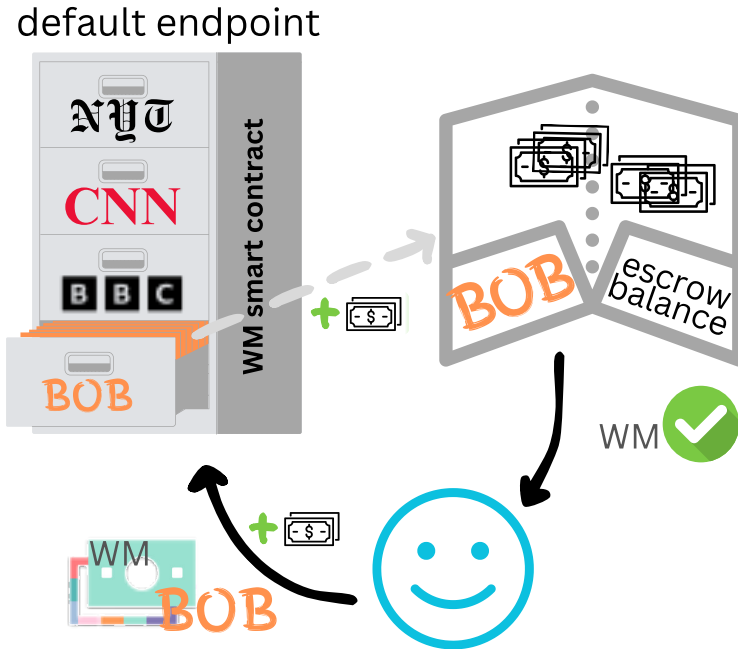 default endpoint
NYT
CNN
BBC
BOB
WM smart contract
BOB
escrow
balance
WM
WM
BOB